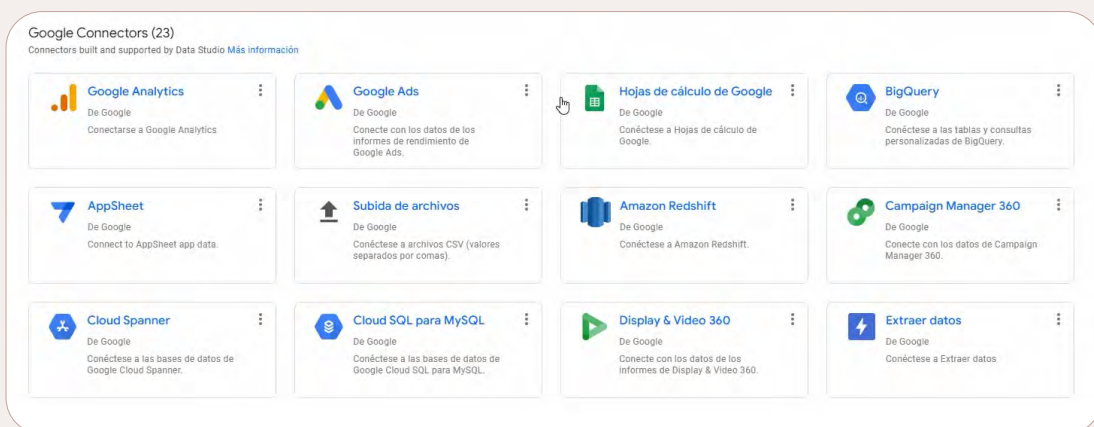 Google Connectors (23)
Connectors built and supported by Data Studio Más información
Google Analytics
De Google
Conectarse a Google Analytics
Google Ads
De Google
Conecte con los datos de los
informes de rendimiento de
Google Ads.
Hojas de cálculo de Google
De Google
Conéctese a Hojas de cálculo de
Google.
BigQuery
De Google
Conéctese a las tablas y consultas
personalizadas de BigQuery.
AppSheet
De Google
Connect to AppSheet app data.
Subida de archivos
De Google
Conéctese a archivos CSV (valores
separados por comas).
Amazon Redshift
De Google
Conéctese a Amazon Redshift.
Campaign Manager 360
De Google
Conecte con los datos de Campaign
Manager 360.
Cloud Spanner
De Google
Conéctese a las bases de datos de
Google Cloud Spanner.
Cloud SQL para MySQL
De Google
Conéctese a las bases de datos de
Google Cloud SQL para MySQL.
Display & Video 360
De Google
Conecte con los datos de los
informes de Display & Video 360.
Extraer datos
De Google
Conéctese a Extraer datos